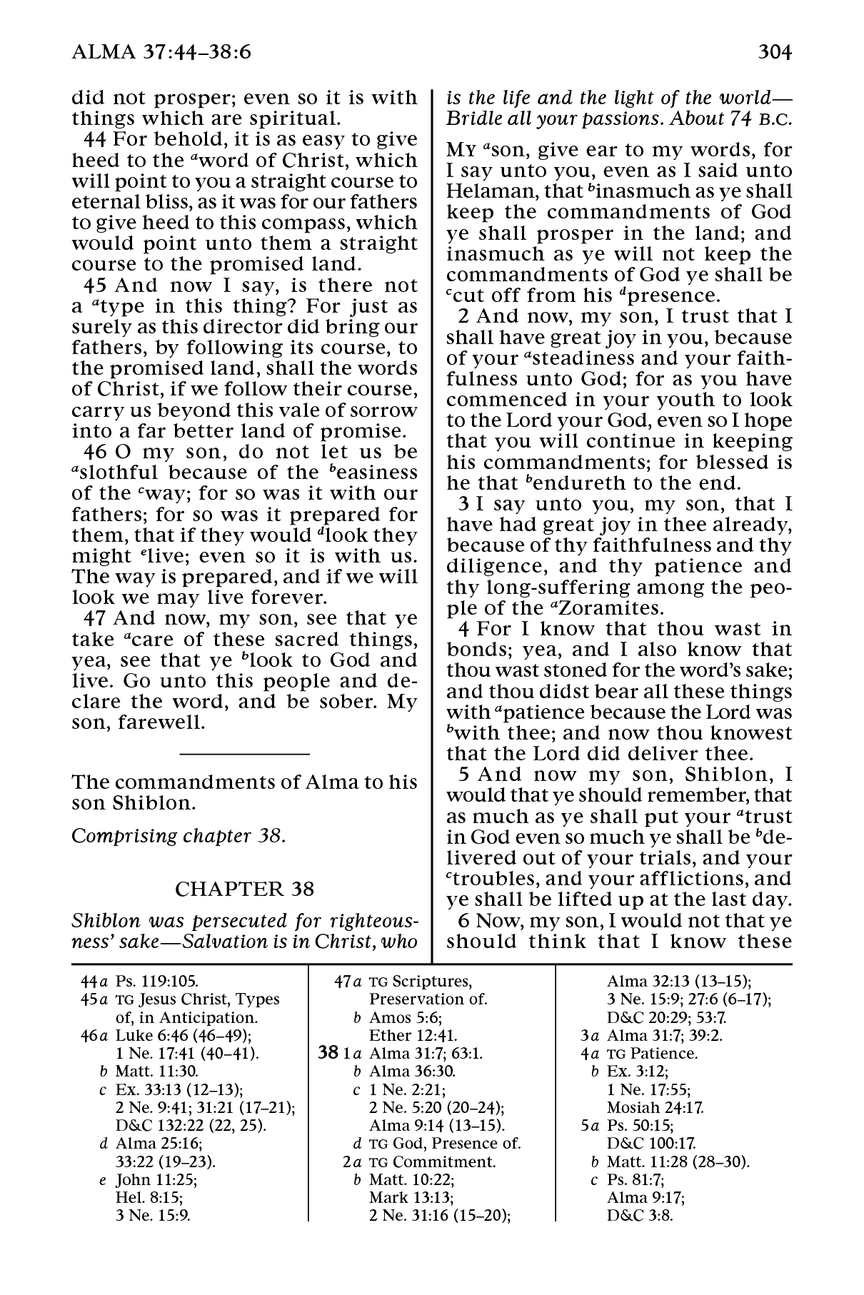 ALMA 37:44–38:6
304
did not prosper; even so it is with
things which are spiritual.
44 For behold, it is as easy to give
heed to the aword of Christ, which
will point to you a straight course to
eternal bliss, as it was for our fathers
to give heed to this compass, which
would point unto them a straight
course to the promised land.
45 And now I say, is there not
a atype in this thing? For just as
surely as this director did bring our
fathers, by following its course, to
the promised land, shall the words
of Christ, if we follow their course,
carry us beyond this vale of sorrow
into a far better land of promise.
46 O my son, do not let us be
aslothful because of the beasiness
of the cway; for so was it with our
fathers; for so was it prepared for
them, that if they would dlook they
might elive; even so it is with us.
The way is prepared, and if we will
look we may live forever.
47 And now, my son, see that ye
take acare of these sacred things,
yea, see that ye blook to God and
live. Go unto this people and de-
clare the word, and be sober. My
son, farewell.
The commandments of Alma to his
son Shiblon.
Comprising chapter 38.
CHAPTER 38
Shiblon was persecuted for righteous-
ness’ sake—Salvation is in Christ, who
is the life and the light of the world—
Bridle all your passions. About 74 B.C.
MY ason, give ear to my words, for
I say unto you, even as I said unto
Helaman, that binasmuch as ye shall
keep the commandments of God
ye shall prosper in the land; and
inasmuch as ye will not keep the
commandments of God ye shall be
ccut off from his dpresence.
2 And now, my son, I trust that I
shall have great joy in you, because
of your asteadiness and your faith-
fulness unto God; for as you have
commenced in your youth to look
to the Lord your God, even so I hope
that you will continue in keeping
his commandments; for blessed is
he that bendureth to the end.
3 I say unto you, my son, that I
have had great joy in thee already,
because of thy faithfulness and thy
diligence, and thy patience and
thy long-suffering among the peo-
ple of the aZoramites.
4 For I know that thou wast in
bonds; yea, and I also know that
thou wast stoned for the word’s sake;
and thou didst bear all these things
with apatience because the Lord was
bwith thee; and now thou knowest
that the Lord did deliver thee.
5 And now my son, Shiblon, I
would that ye should remember, that
as much as ye shall put your atrust
in God even so much ye shall be bde-
livered out of your trials, and your
ctroubles, and your afflictions, and
ye shall be lifted up at the last day.
6 Now, my son, I would not that ye
should think that I know these
44a Ps. 119:105.
45a TG Jesus Christ, Types
of, in Anticipation.
46a Luke 6:46 (46–49);
1 Ne. 17:41 (40–41).
b Matt. 11:30.
c Ex. 33:13 (12–13);
2 Ne. 9:41; 31:21 (17–21);
D&C 132:22 (22, 25).
d Alma 25:16;
33:22 (19–23).
e John 11:25;
Hel. 8:15;
3 Ne. 15:9.
47a TG Scriptures,
Preservation of.
b Amos 5:6;
Ether 12:41.
38 1a Alma 31:7; 63:1.
b Alma 36:30.
c 1 Ne. 2:21;
2 Ne. 5:20 (20–24);
Alma 9:14 (13–15).
d TG God, Presence of.
2a TG Commitment.
b Matt. 10:22;
Mark 13:13;
2 Ne. 31:16 (15–20);
Alma 32:13 (13–15);
3 Ne. 15:9; 27:6 (6–17);
D&C 20:29; 53:7.
3a Alma 31:7; 39:2.
4a TG Patience.
b Ex. 3:12;
1 Ne. 17:55;
Mosiah 24:17.
5a Ps. 50:15;
D&C 100:17.
b Matt. 11:28 (28–30).
c Ps. 81:7;
Alma 9:17;
D&C 3:8.